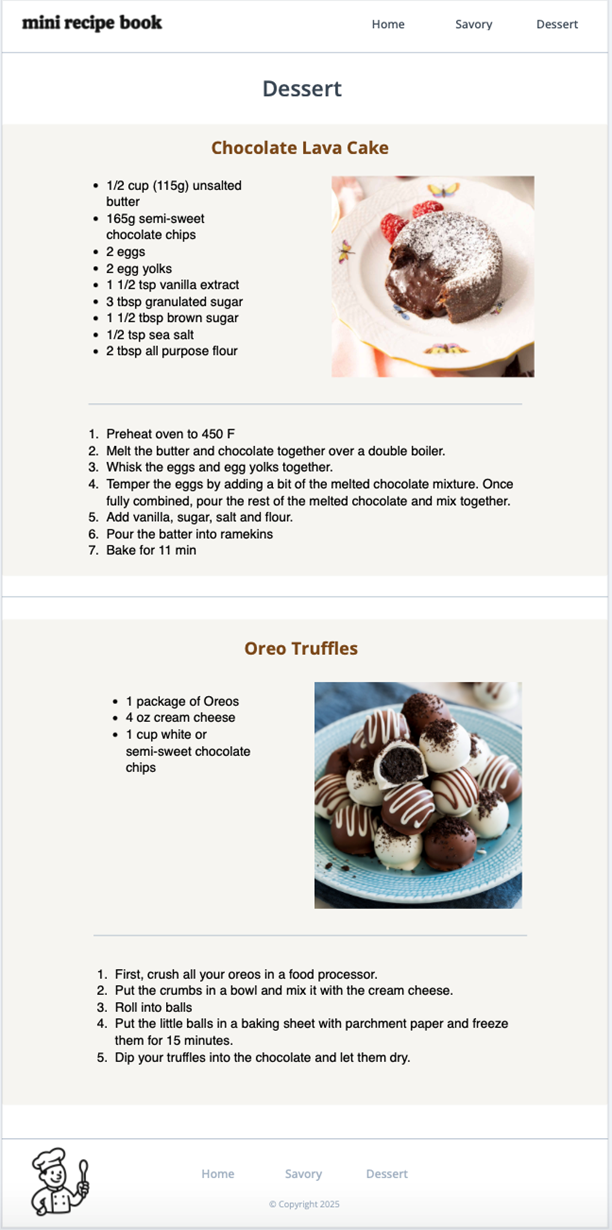 mini recipe book
Home Savory Dessert
Dessert
Chocolate Lava Cake
• 1/2 cup (115g) unsalted
butter
• 165g semi-sweet
chocolate chips
• 2 eggs
• 2 egg yolks
• 1 1/2 tsp vanilla extract
• 3 tbsp granulated sugar
• 1 1/2 tbsp brown sugar
• 1/2 tsp sea salt
• 2 tbsp all purpose flour
1. Preheat oven to 450 F
2. Melt the butter and chocolate together over a double boiler.
3. Whisk the eggs and egg yolks together.
4. Temper the eggs by adding a bit of the melted chocolate mixture. Once
fully combined, pour the rest of the melted chocolate and mix together.
5. Add vanilla, sugar, salt and flour.
6. Pour the batter into ramekins
7. Bake for 11 min
Oreo Truffles
• 1 package of Oreos
• 4 oz cream cheese
• 1 cup white or
semi-sweet chocolate
chips
1. First, crush all your oreos in a food processor.
2. Put the crumbs in a bowl and mix it with the cream cheese.
3. Roll into balls
4. Put the little balls in a baking sheet with parchment paper and freeze
them for 15 minutes.
5. Dip your truffles into the chocolate and let them dry.
Home Savory Dessert
© Copyright 2025